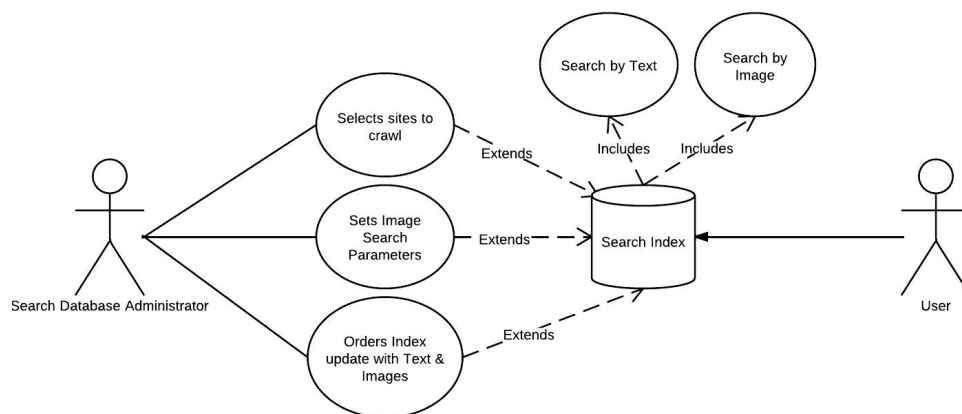 Search by Text
Search by
Image
Selects sites to
crawl
Extends
Includes
Includes
Sets Image
Search
Parameters
Extends
Search Index
Search Database Administrator
User
Orders Index
update with Text &
Images
Extends